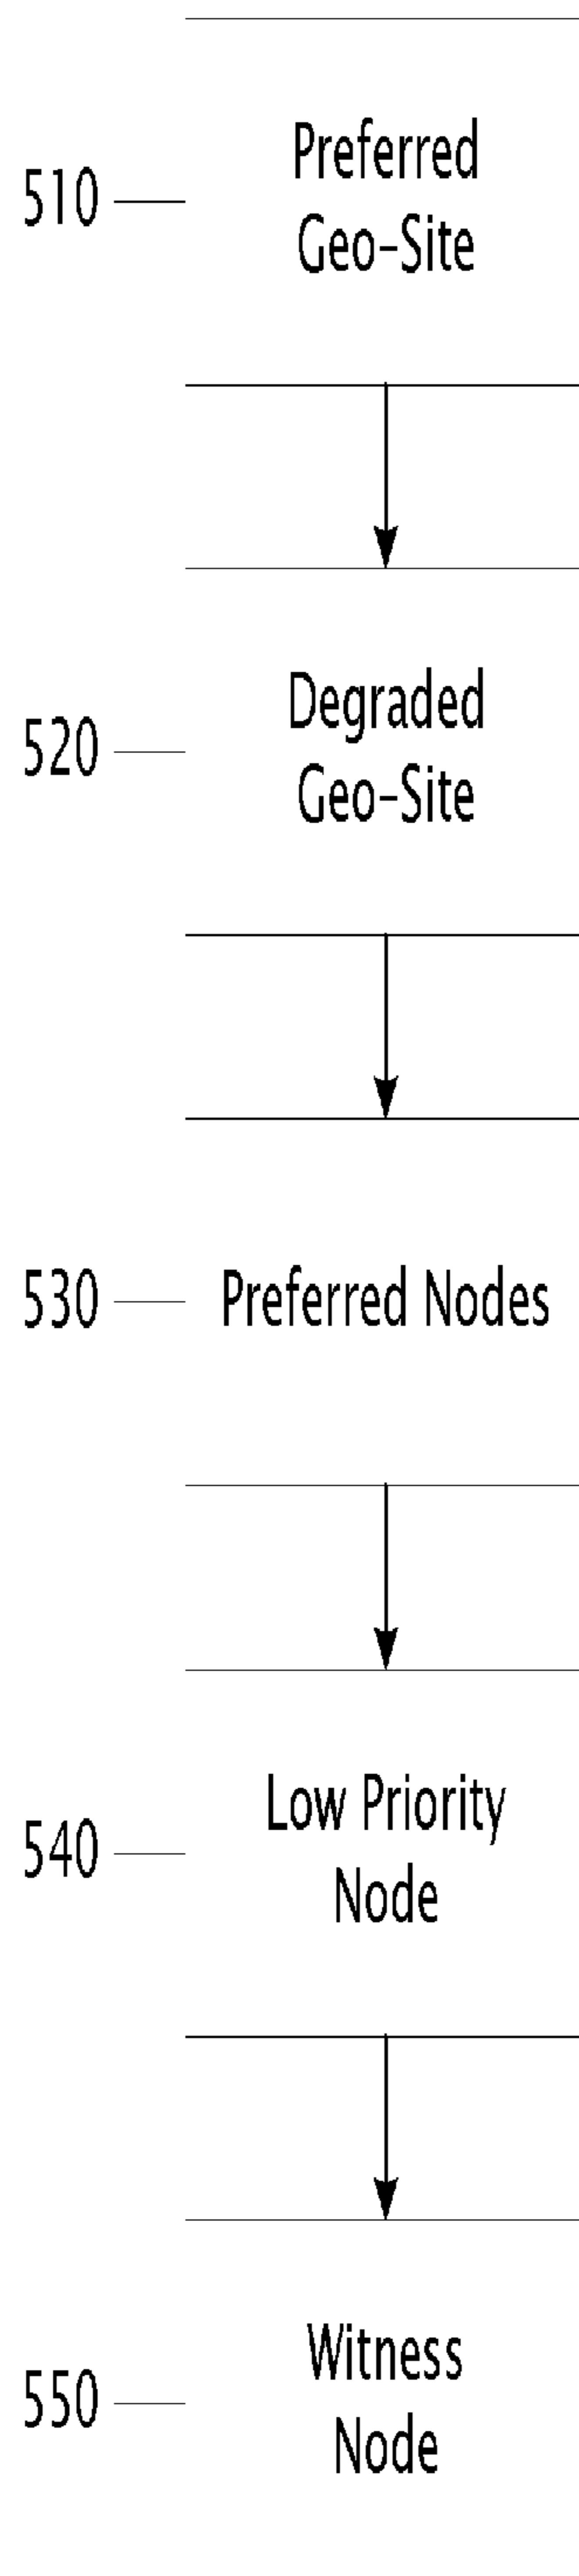 510
Preferred
Geo-Site
520
Degraded
Geo-Site
530
Preferred Nodes
540
Low Priority
Node
550
Witness
Node